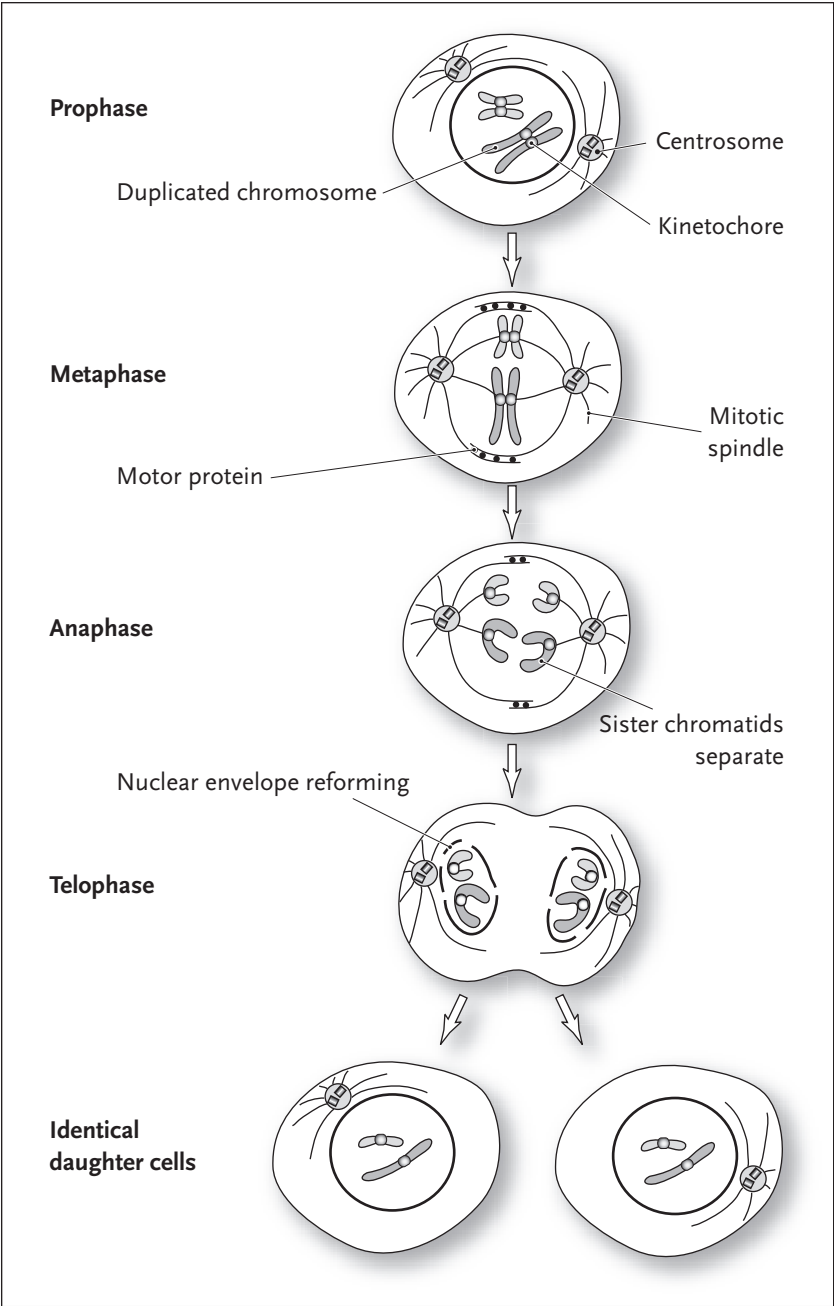 Prophase
Centrosome
Duplicated chromosome
Kinetochore
Metaphase
Mitotic
spindle
Motor protein
Anaphase
Sister chromatids
separate
Nuclear envelope reforming
Telophase
Identical
daughter cells